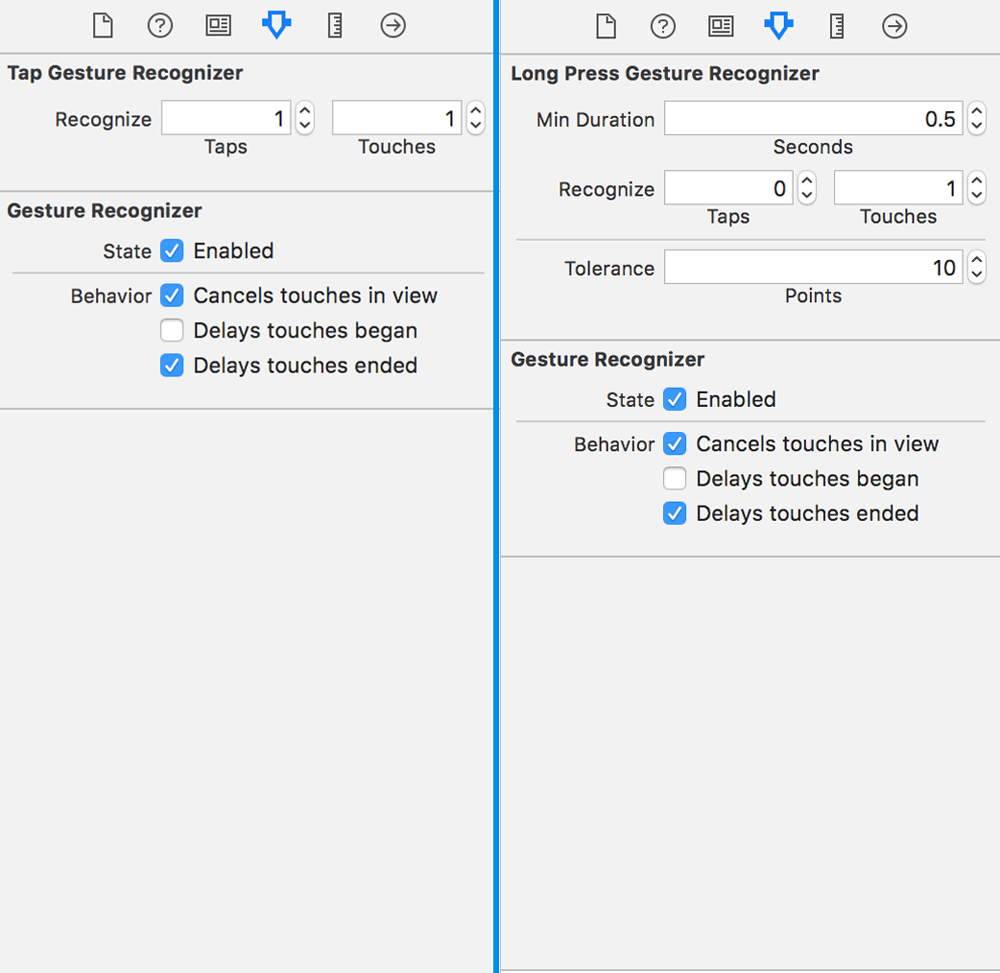 Tap Gesture Recognizer
Recognize 1 1
Taps Touches
Gesture Recognizer
State Enabled
Behavior Cancels touches in view
Delays touches began
Delays touches ended
Long Press Gesture Recognizer
Min Duration 0.5
Seconds
Recognize 0 1
Taps Touches
Tolerance 10
Points
Gesture Recognizer
State Enabled
Behavior Cancels touches in view
Delays touches began
Delays touches ended